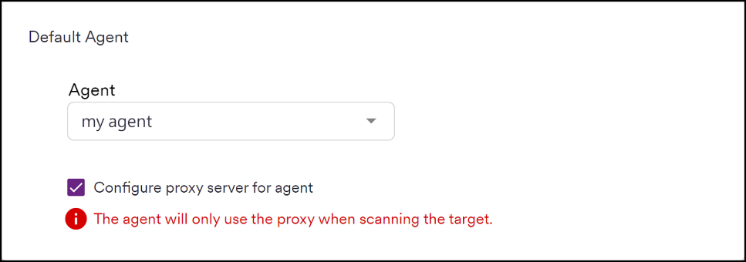 Default Agent
Agent
my agent
Configure proxy server for agent
The agent will only use the proxy when scanning the target.